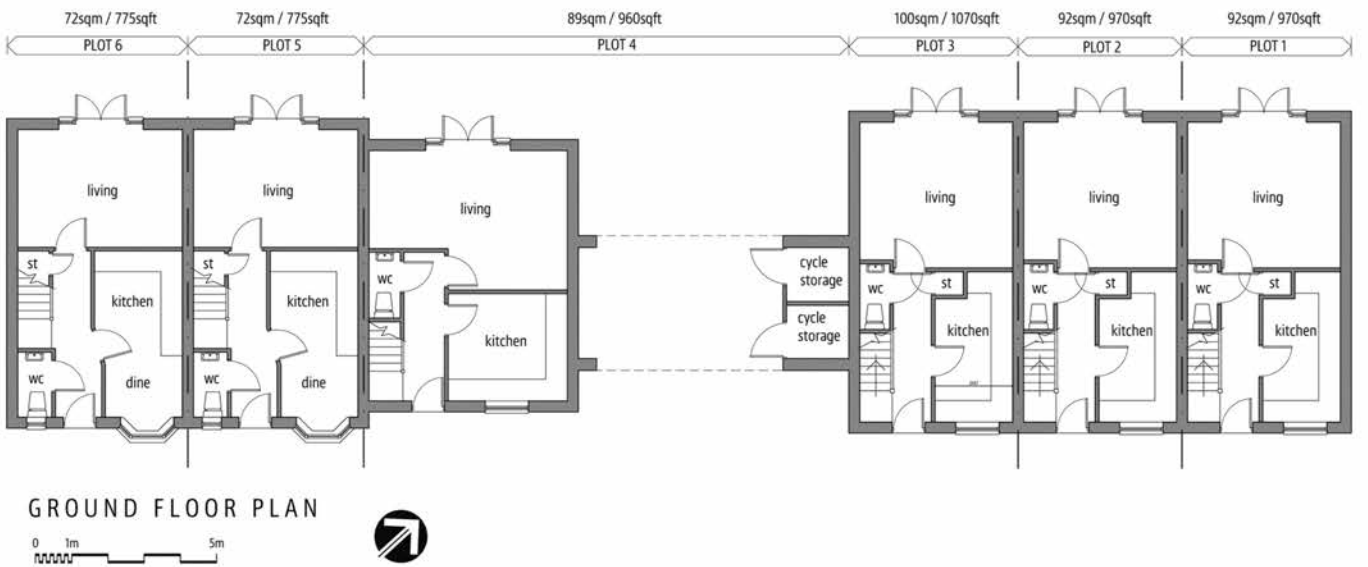 72sqm / 775sqft 72sqm / 775sqft 89sqm / 960sqft 100sqm / 1070sqft 92sqm / 970sqft 92sqm / 970sqft
PLOT 6 PLOT 5 PLOT 4 PLOT 3 PLOT 2 PLOT 1
living living living living living living
st st wc cycle
storage
wc st wc st wc st
kitchen kitchen kitchen cycle
storage
kitchen kitchen kitchen
wc dine wc dine
GROUND FLOOR PLAN
0 1m 5m